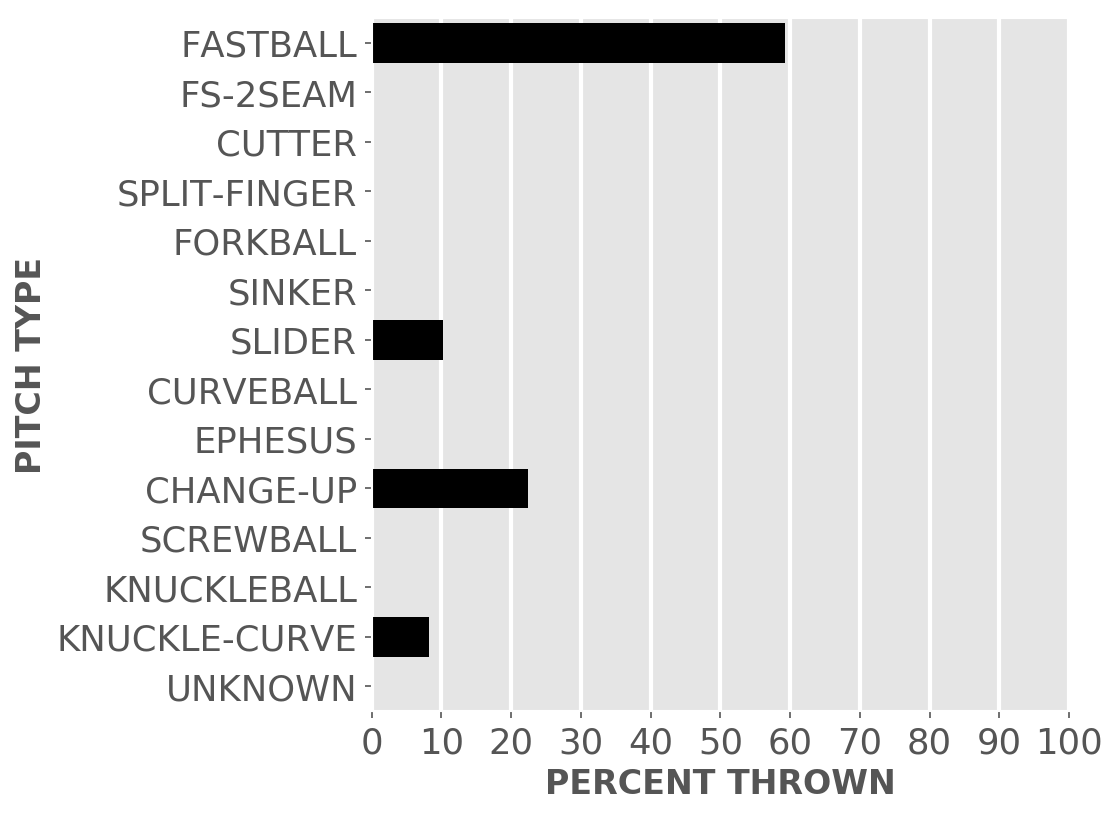 FASTBALL
FS-2SEAM
CUTTER
SPLIT-FINGER
FORKBALL
SINKER
SLIDER
CURVEBALL
EPHESUS
CHANGE-UP
SCREWBALL
KNUCKLEBALL
KNUCKLE-CURVE
UNKNOWN
PITCH TYPE
0 10 20 30 40 50 60 70 80 90 100
PERCENT THROWN